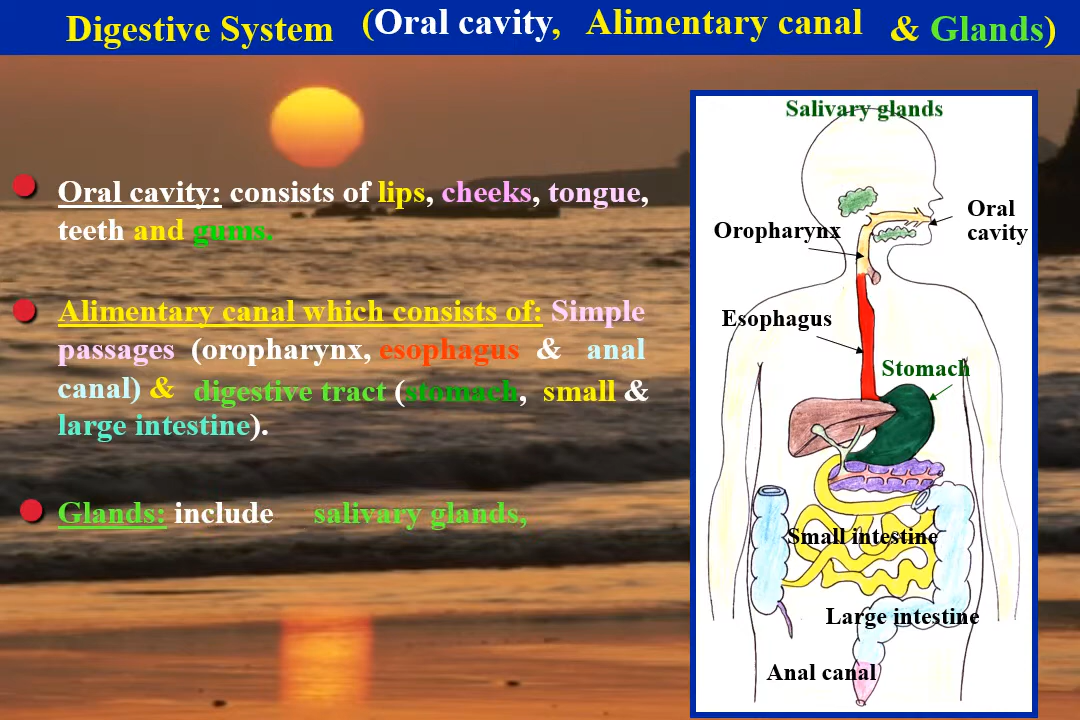 Digestive System (Oral cavity, Alimentary canal & Glands)
Oral cavity: consists of lips, cheeks, tongue,
teeth and gums.
Alimentary canal which consists of: Simple
passages (oropharynx, esophagus & anal
canal) & digestive tract (stomach, small &
large intestine).
Glands: include salivary glands,
Salivary glands
Oral
cavity
Oropharynx
Esophagus
Stomach
Small intestine
Large intestine
Anal canal